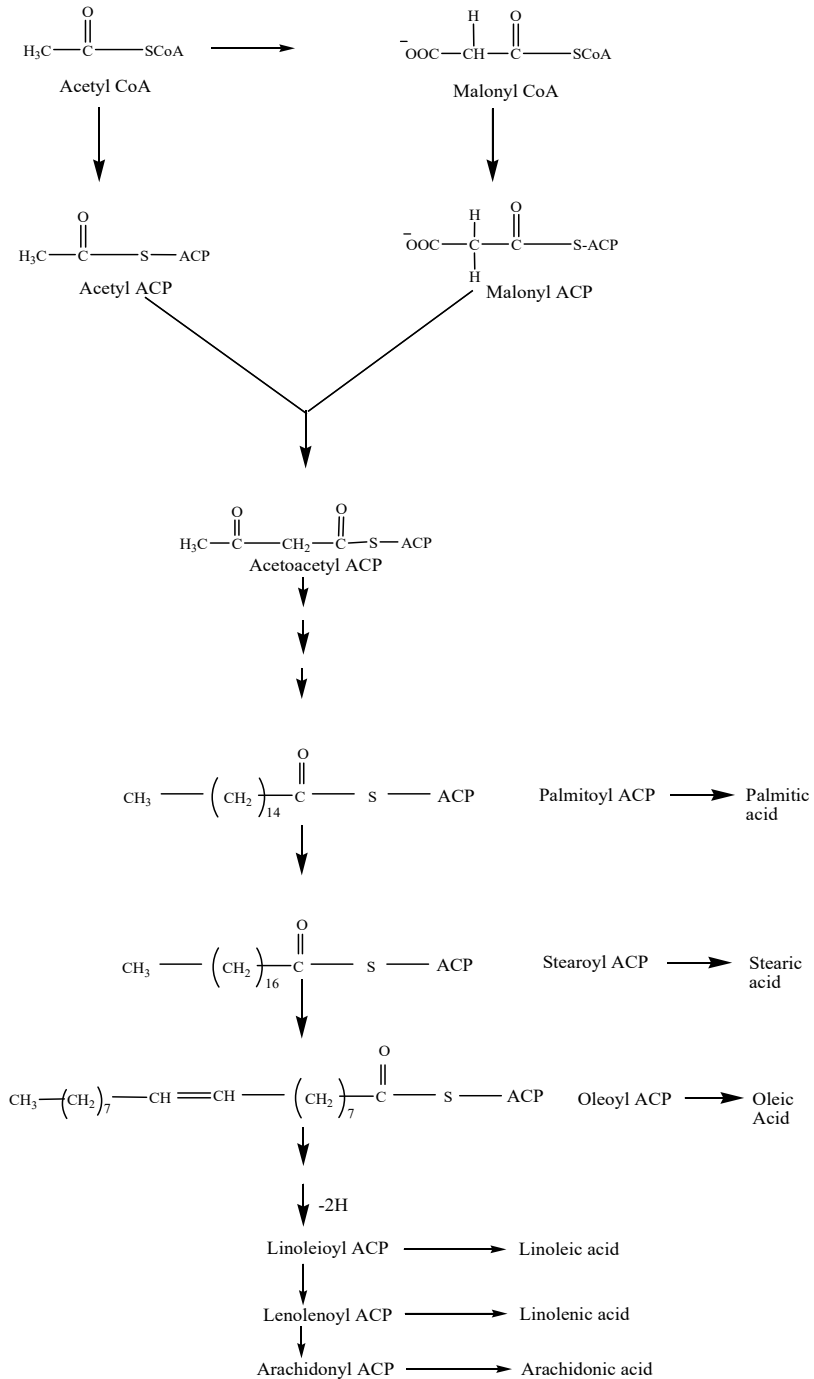 O O
H₃C C SCoA
H
⁻OOC CH C SCoA
Acetyl CoA
Malonyl CoA
O
H₃C C S ACP
H O
⁻OOC C C S-ACP
H
Acetyl ACP
Malonyl ACP
O O
H₃C C CH₂ C S ACP
Acetoacetyl ACP
O
CH₃ (CH₂)₁₄ C S ACP
Palmitoyl ACP
Palmitic
acid
O
CH₃ (CH₂)₁₆ C S ACP
Stearoyl ACP
Stearic
acid
O
CH₃ (CH₂)₇ CH CH (CH₂)₇ C S ACP
Oleoyl ACP
Oleic
Acid
-2H
Linoleioyl ACP
Linoleic acid
Lenolenoyl ACP
Linolenic acid
Arachidonyl ACP
Arachidonic acid